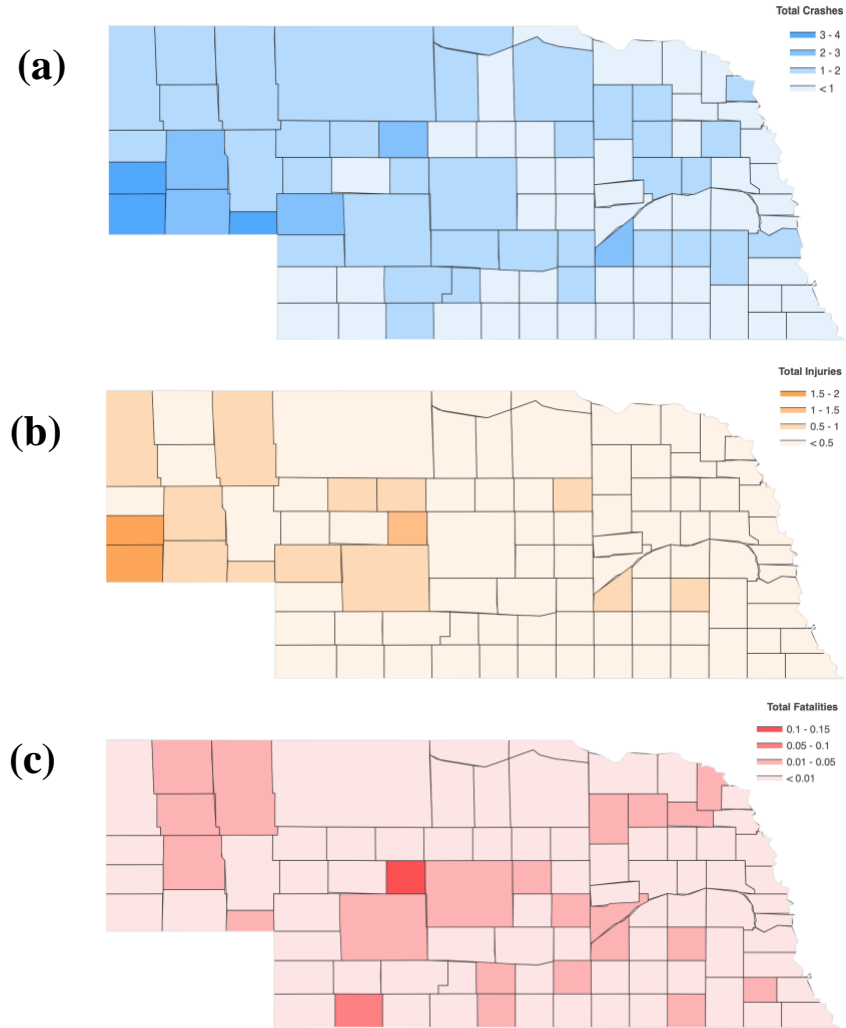 Total Crashes
(a)
3 - 4
2 - 3
1 - 2
< 1
Total Injuries
(b)
1.5 - 2
1 - 1.5
0.5 - 1
< 0.5
Total Fatalities
(c)
0.1 - 0.15
0.05 - 0.1
0.01 - 0.05
< 0.01